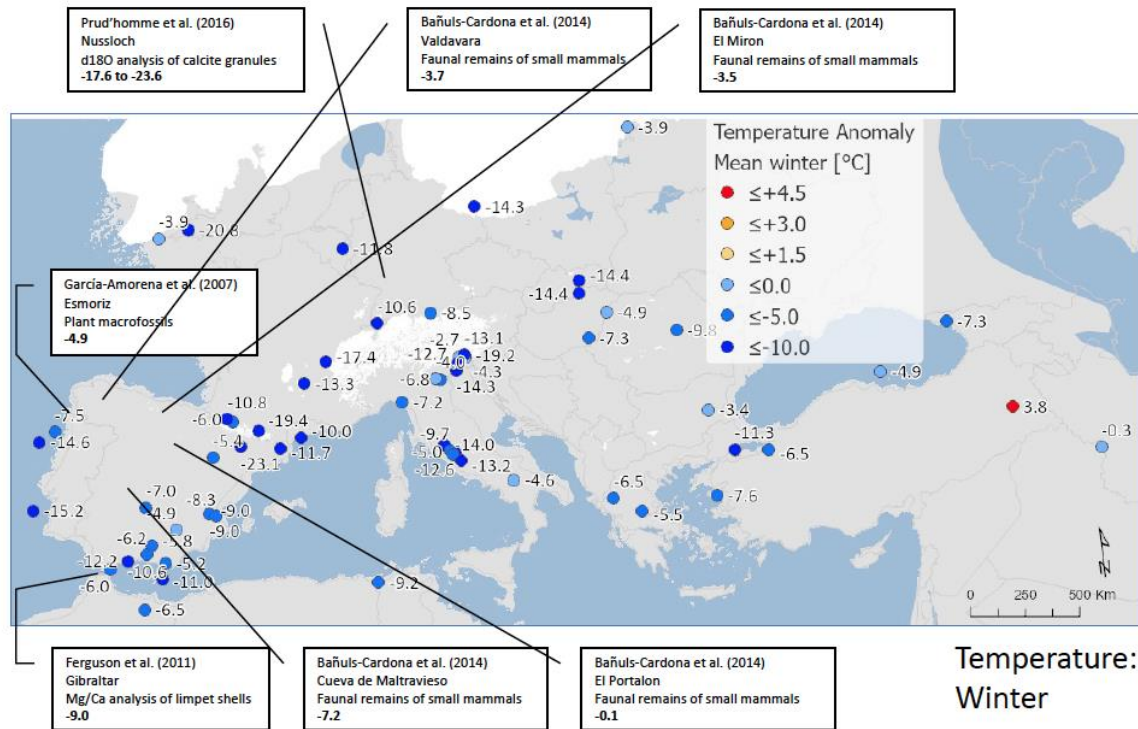 Prud'homme et al. (2016)
Nussloch
d18O analysis of calcite granules
-17.6 to -23.6
Bañuls-Cardona et al. (2014)
Valdavara
Faunal remains of small mammals
-3.7
Bañuls-Cardona et al. (2014)
El Miron
Faunal remains of small mammals
-3.5
Temperature Anomaly
Mean winter [°C]
≤+4.5
≤+3.0
≤+1.5
≤0.0
≤-5.0
≤-10.0
-3.9
-14.3
-3.9
-20.8
-11.8
García-Amorena et al. (2007)
Esmoriz
Plant macrofossils
-4.9
-14.4
-14.4
-10.6
-8.5
-4.9
-9.8
-7.3
-7.3
-2.7
-13.1
-12.7
-19.2
-4.0
-4.3
-17.4
-6.8
-14.3
-13.3
-4.9
-7.2
-3.4
3.8
-10.8
-7.5
-6.0
-19.4
-10.0
-9.7
-14.0
-11.3
-0.3
-14.6
-5.4
-11.7
-5.0
-6.5
-23.1
-12.6
-13.2
-4.6
-6.5
-7.6
-7.0
-8.3
-15.2
-4.9
-9.0
-9.0
-5.5
-6.2
-5.8
-12.2
-5.2
-10.6
-11.0
-6.0
-9.2
-6.5
N
0 250 500 Km
Ferguson et al. (2011)
Gibraltar
Mg/Ca analysis of limpet shells
-9.0
Bañuls-Cardona et al. (2014)
Cueva de Maltravieso
Faunal remains of small mammals
-7.2
Bañuls-Cardona et al. (2014)
El Portalon
Faunal remains of small mammals
-0.1
Temperature:
Winter